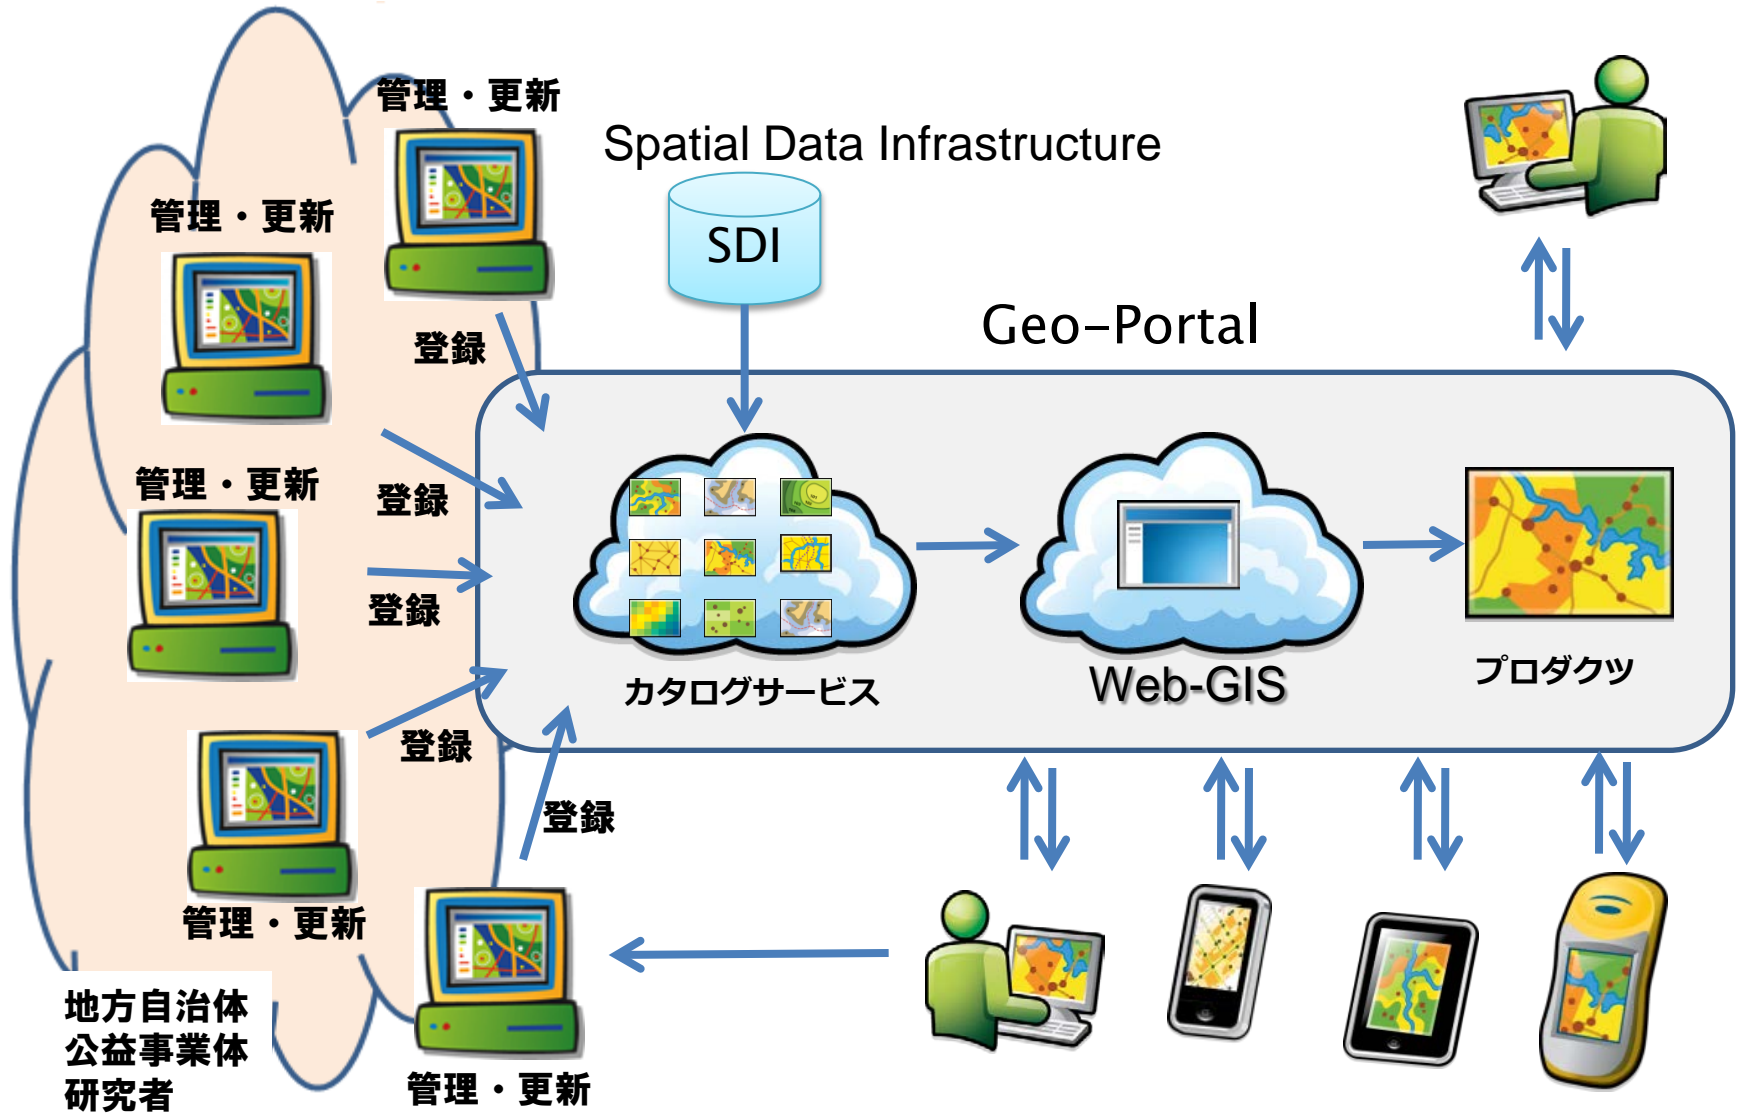 管理・更新
Spatial Data Infrastructure
管理・更新
SDI
Geo-Portal
登録
管理・更新
登録
登録
カタログサービス
Web-GIS
プロダクツ
登録
登録
管理・更新
地方自治体
公益事業体
研究者
管理・更新